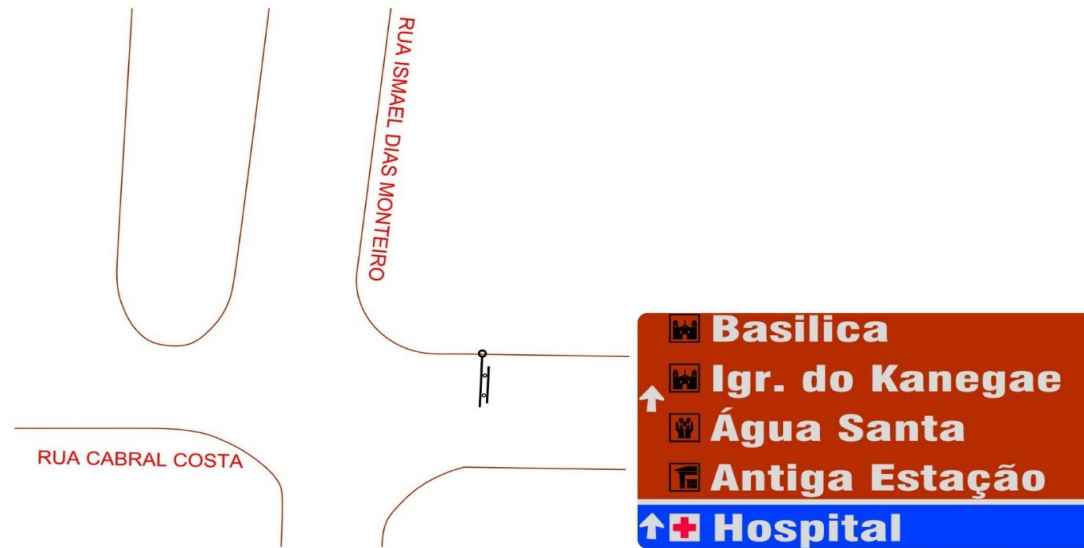 RUA ISMAEL DIAS MONTEIRO
RUA CABRAL COSTA
Basilica
Igr. do Kanegae
Água Santa
Antiga Estação
Hospital